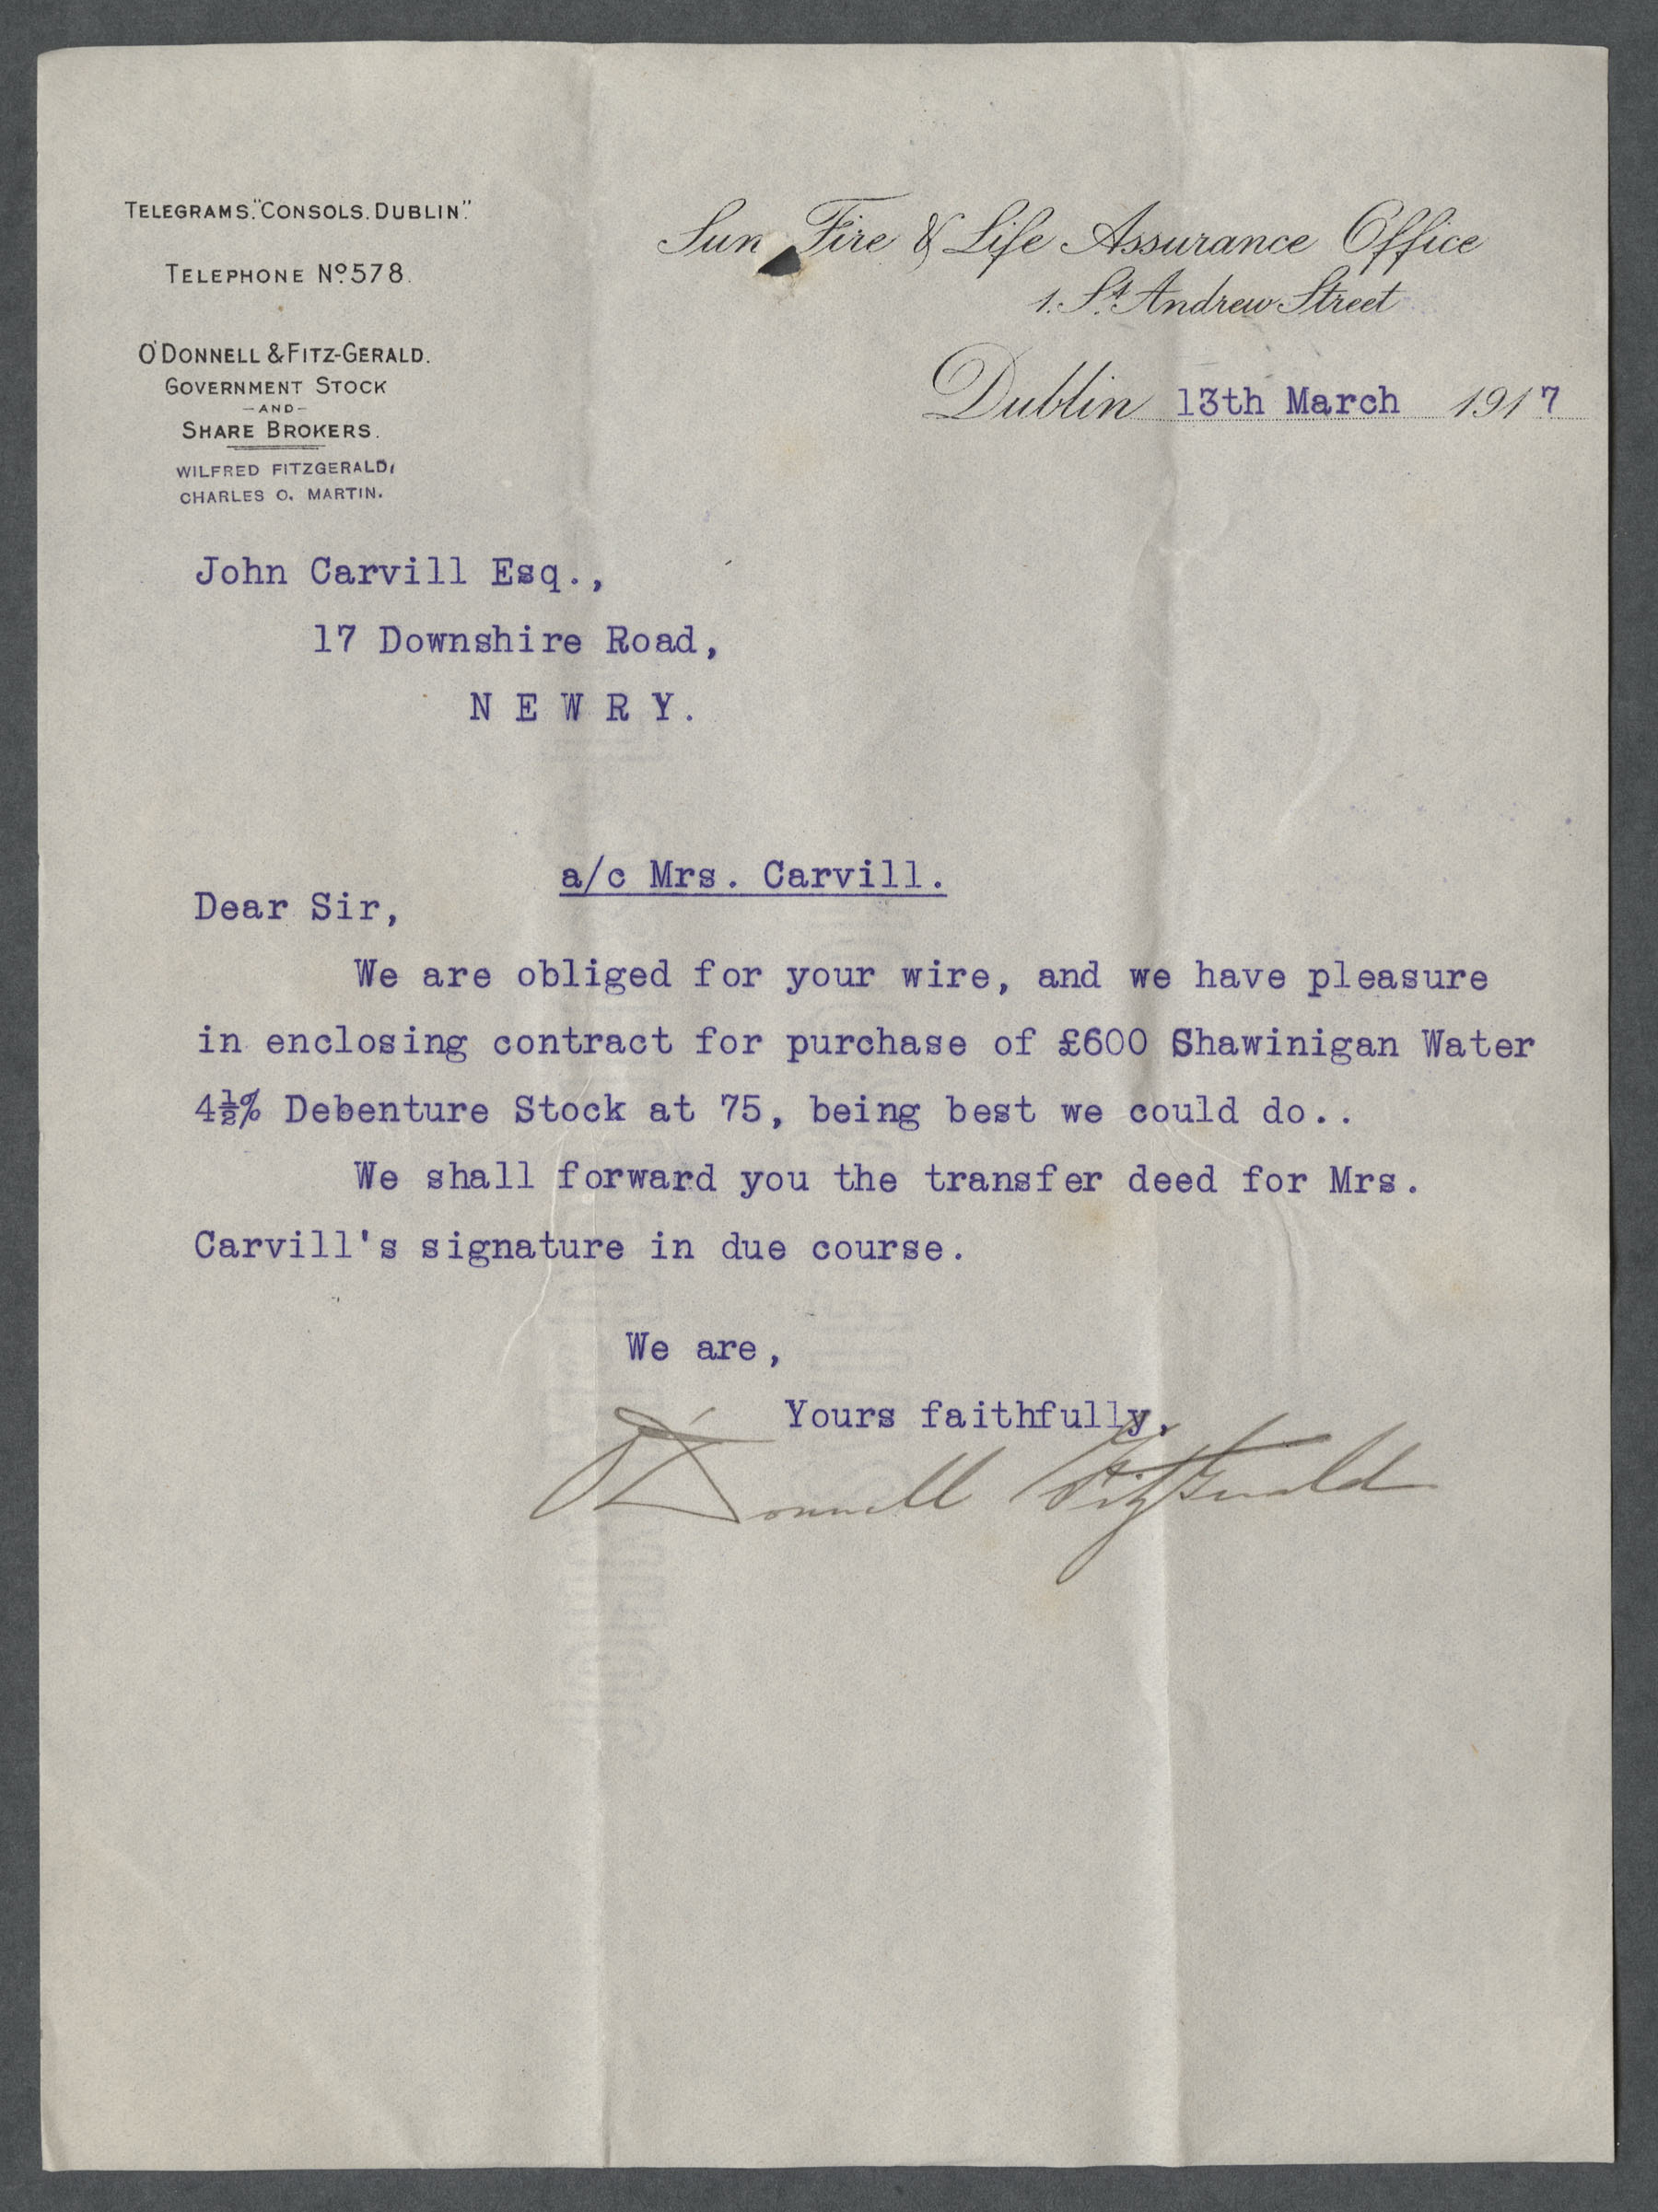 TELEGRAMS."CONSOLS. DUBLIN".
TELEPHONE Nº 578.
O'DONNELL & FITZ-GERALD.
GOVERNMENT STOCK
—AND—
SHARE BROKERS.
WILFRED FITZGERALD,
CHARLES O. MARTIN.
Sun Fire & Life Assurance Office
1. St. Andrew Street
Dublin 13th March 1917
John Carvill Esq.,
17 Downshire Road,
N E W R Y.
a/c Mrs. Carvill.
Dear Sir,
We are obliged for your wire, and we have pleasure
in enclosing contract for purchase of £600 Shawinigan Water
4½% Debenture Stock at 75, being best we could do..
We shall forward you the transfer deed for Mrs.
Carvill's signature in due course.
We are,
Yours faithfully,
O'Donnell FitzGerald